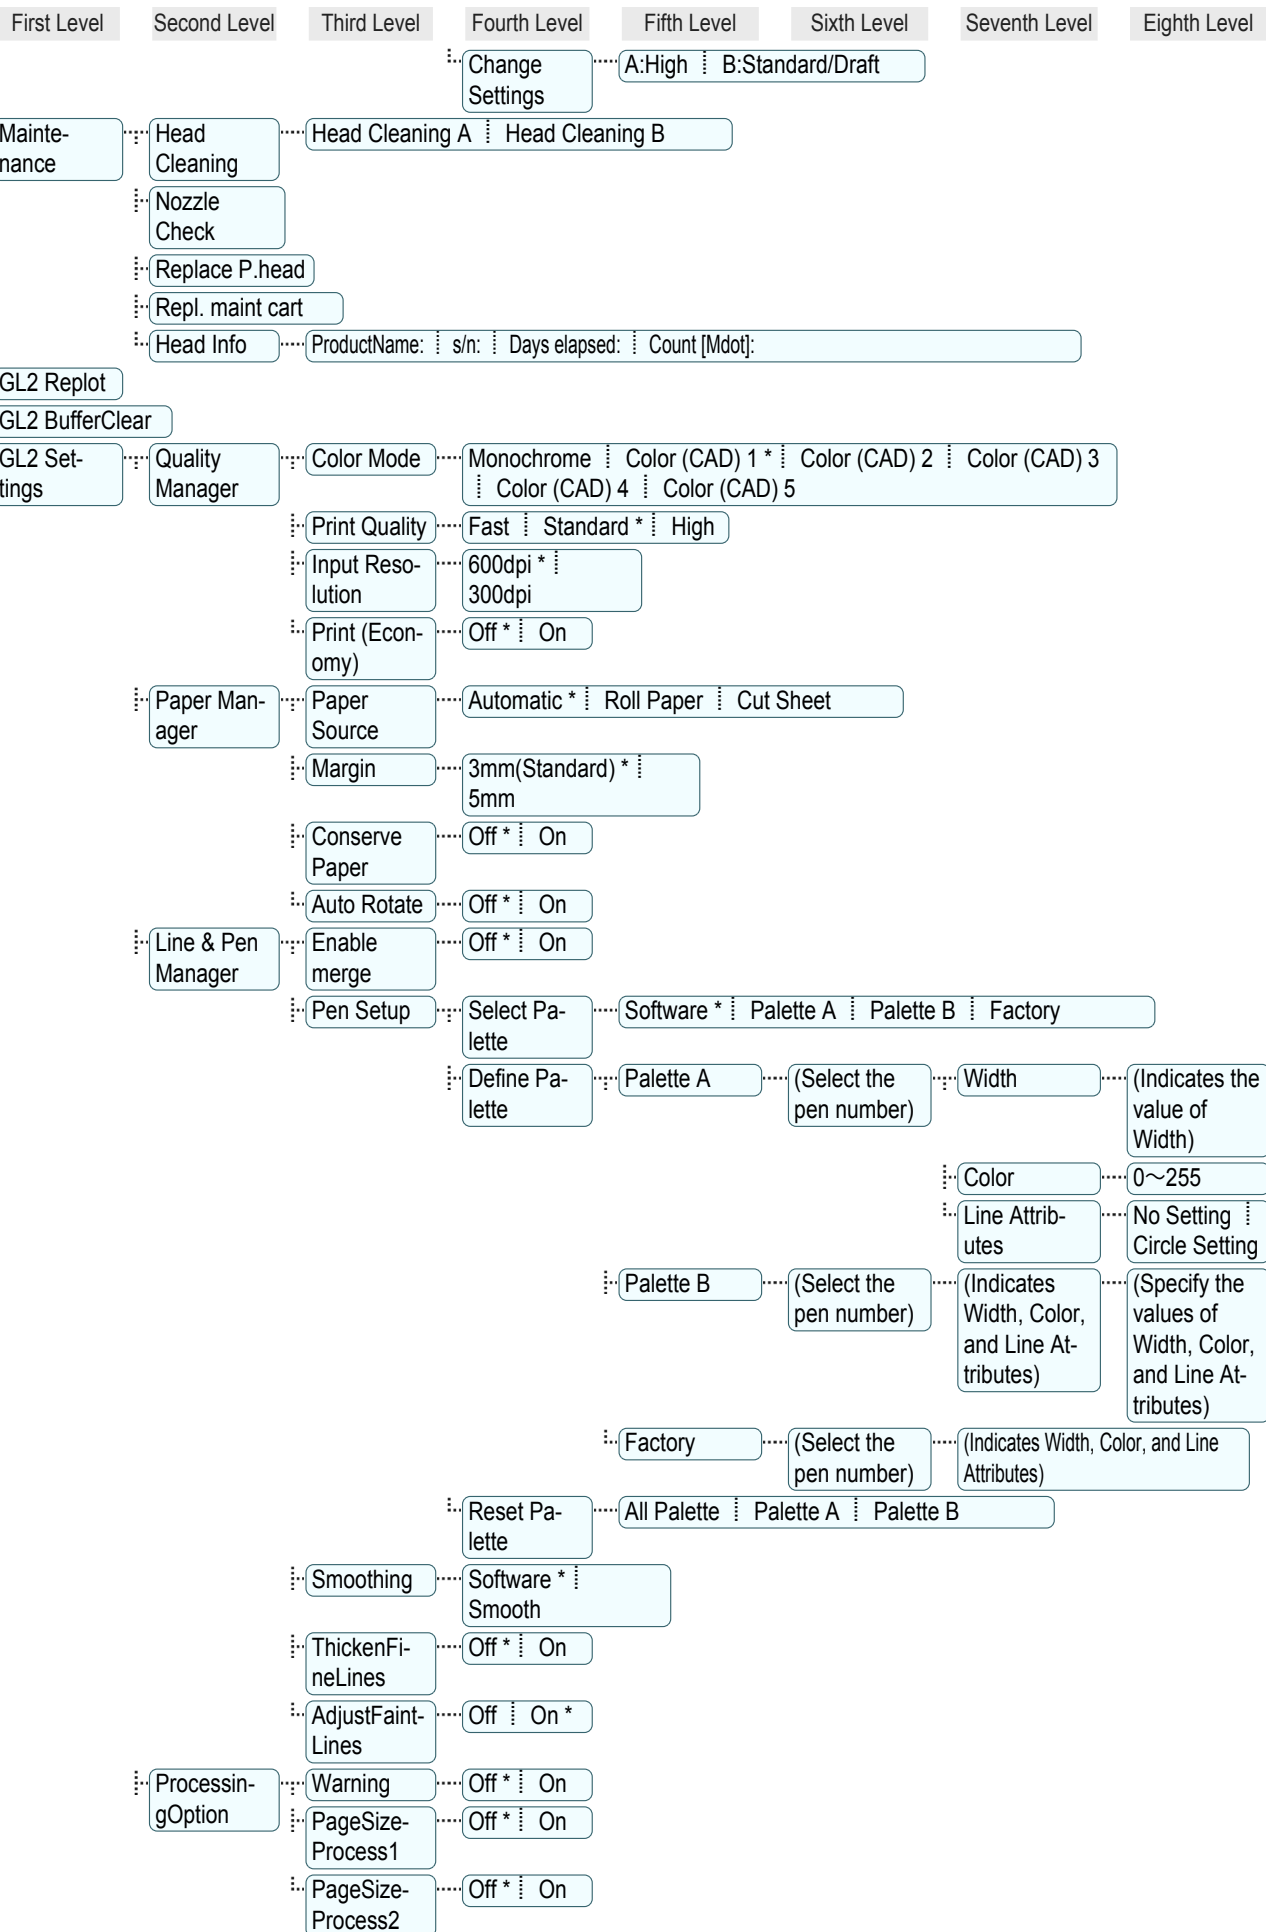 First Level Second Level Third Level Fourth Level Fifth Level Sixth Level Seventh Level Eighth Level
Change Settings A:High B:Standard/Draft
Mainte-
nance
Head
Cleaning
Head Cleaning A Head Cleaning B
Nozzle
Check
Replace P.head
Repl. maint cart
Head Info ProductName: s/n: Days elapsed: Count [Mdot]:
GL2 Replot
GL2 BufferClear
GL2 Set-
tings
Quality
Manager
Color Mode
Monochrome Color (CAD) 1 * Color (CAD) 2 Color (CAD) 3
Color (CAD) 4 Color (CAD) 5
Print Quality Fast Standard * High
Input Reso-
lution
600dpi *
300dpi
Print (Econ-
omy)
Off * On
Paper Man-
ager
Paper
Source
Automatic * Roll Paper Cut Sheet
Margin
3mm(Standard) *
5mm
Conserve
Paper
Off * On
Auto Rotate Off * On
Line & Pen
Manager
Enable
merge
Off * On
Pen Setup
Select Pa-
lette
Software * Palette A Palette B Factory
Define Pa-
lette
Palette A
(Select the
pen number)
Width
(Indicates the
value of
Width)
Color 0～255
Line Attrib-
utes
No Setting
Circle Setting
Palette B
(Select the
pen number)
(Indicates
Width, Color,
and Line At-
tributes)
(Specify the
values of
Width, Color,
and Line At-
tributes)
Factory
(Select the
pen number)
(Indicates Width, Color, and Line
Attributes)
Reset Pa-
lette
All Palette Palette A Palette B
Smoothing
Software *
Smooth
ThickenFi-
neLines
Off * On
AdjustFaint-
Lines
Off On *
Processin-
gOption
Warning Off * On
PageSize-
Process1
Off * On
PageSize-
Process2
Off * On